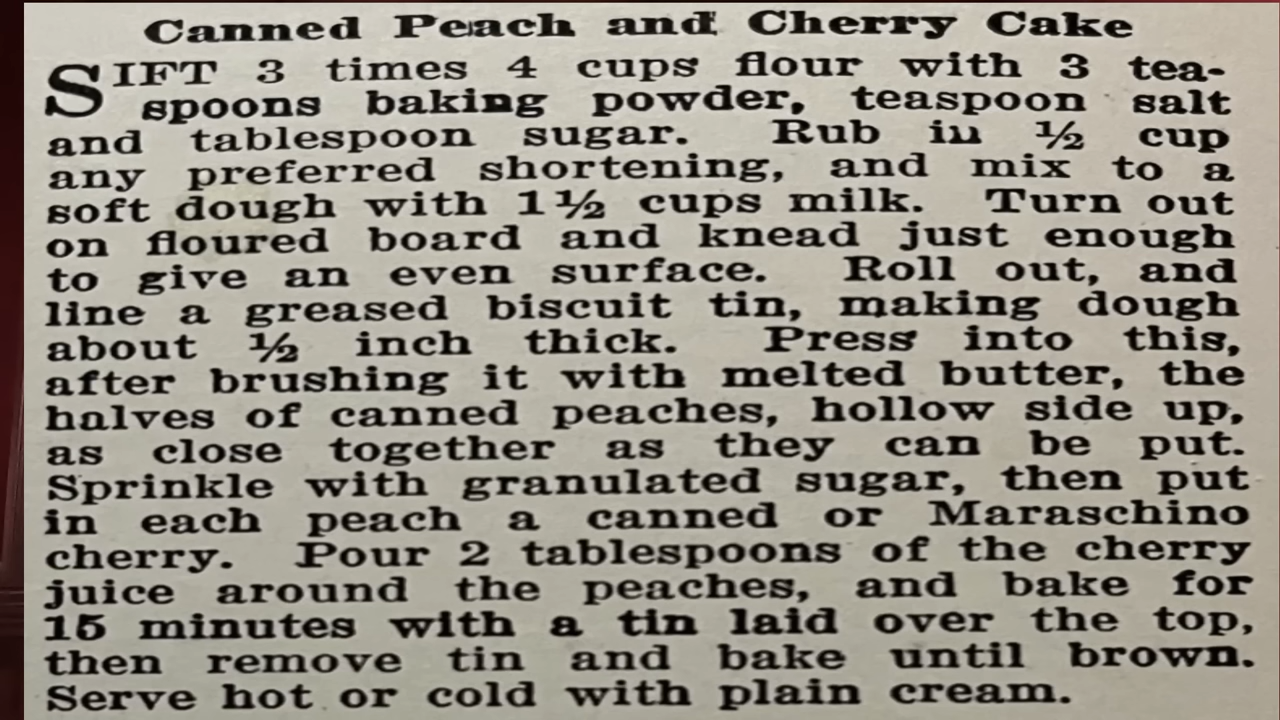 Canned Peach and Cherry Cake
SIFT 3 times 4 cups flour with 3 tea-
spoons baking powder, teaspoon salt
and tablespoon sugar. Rub in ½ cup
any preferred shortening, and mix to a
soft dough with 1½ cups milk. Turn out
on floured board and knead just enough
to give an even surface. Roll out, and
line a greased biscuit tin, making dough
about ½ inch thick. Press into this,
after brushing it with melted butter, the
halves of canned peaches, hollow side up,
as close together as they can be put.
Sprinkle with granulated sugar, then put
in each peach a canned or Maraschino
cherry. Pour 2 tablespoons of the cherry
juice around the peaches, and bake for
15 minutes with a tin laid over the top,
then remove tin and bake until brown.
Serve hot or cold with plain cream.